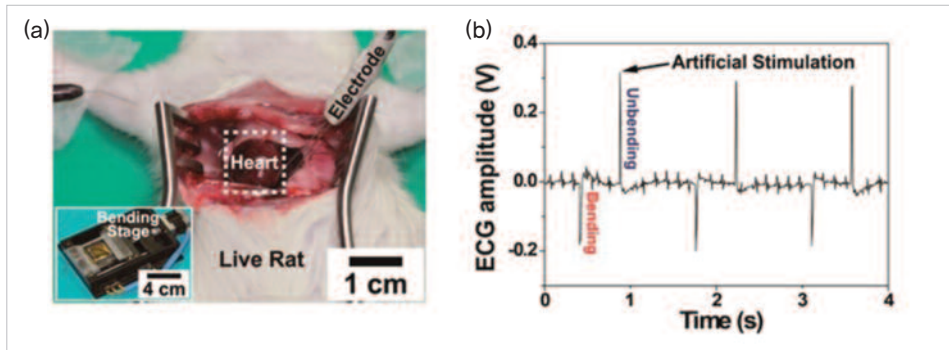 (a)
Electrode
Heart
Bending
Stage
4 cm
Live Rat
1 cm
(b)
0.4
0.2
0.0
-0.2
ECG amplitude (V)
Artificial Stimulation
Unbending
Bending
0
1
2
3
4
Time (s)